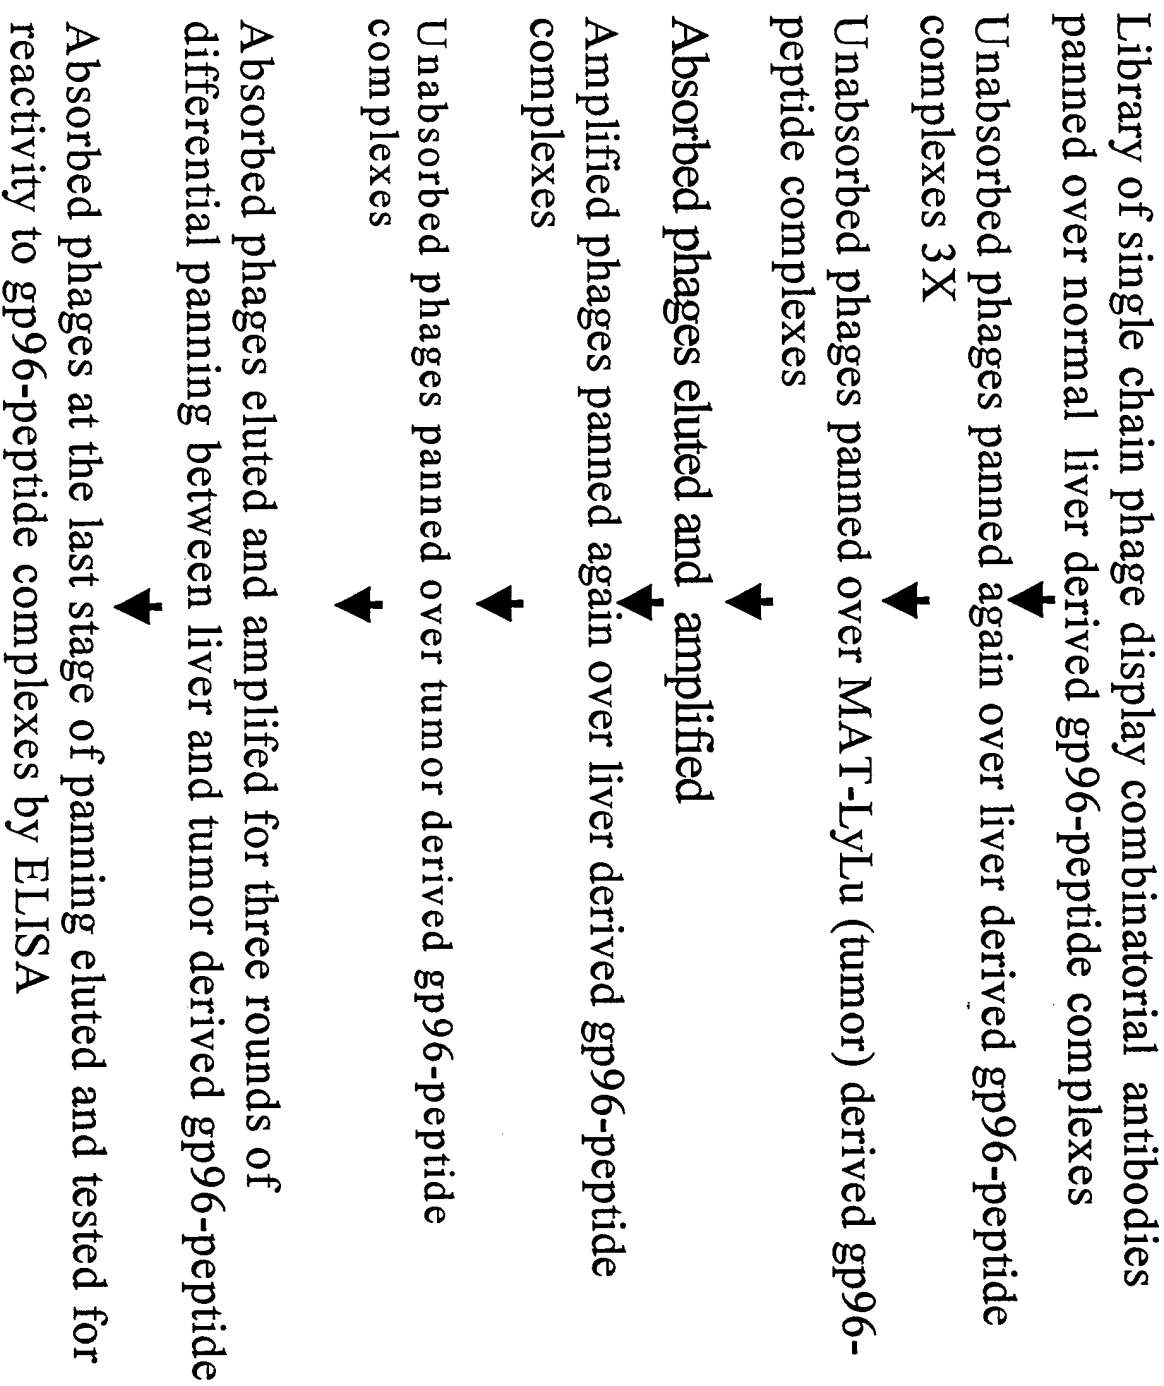 Library of single chain phage display combinatorial antibodies
panned over normal liver derived gp96-peptide complexes
Unabsorbed phages panned again over liver derived gp96-peptide
complexes 3X
Unabsorbed phages panned over MAT-LyLu (tumor) derived gp96-
peptide complexes
Absorbed phages eluted and amplified
Amplified phages panned again over liver derived gp96-peptide
complexes
Unabsorbed phages panned over tumor derived gp96-peptide
complexes
Absorbed phages eluted and amplifed for three rounds of
differential panning between liver and tumor derived gp96-peptide
Absorbed phages at the last stage of panning eluted and tested for
reactivity to gp96-peptide complexes by ELISA